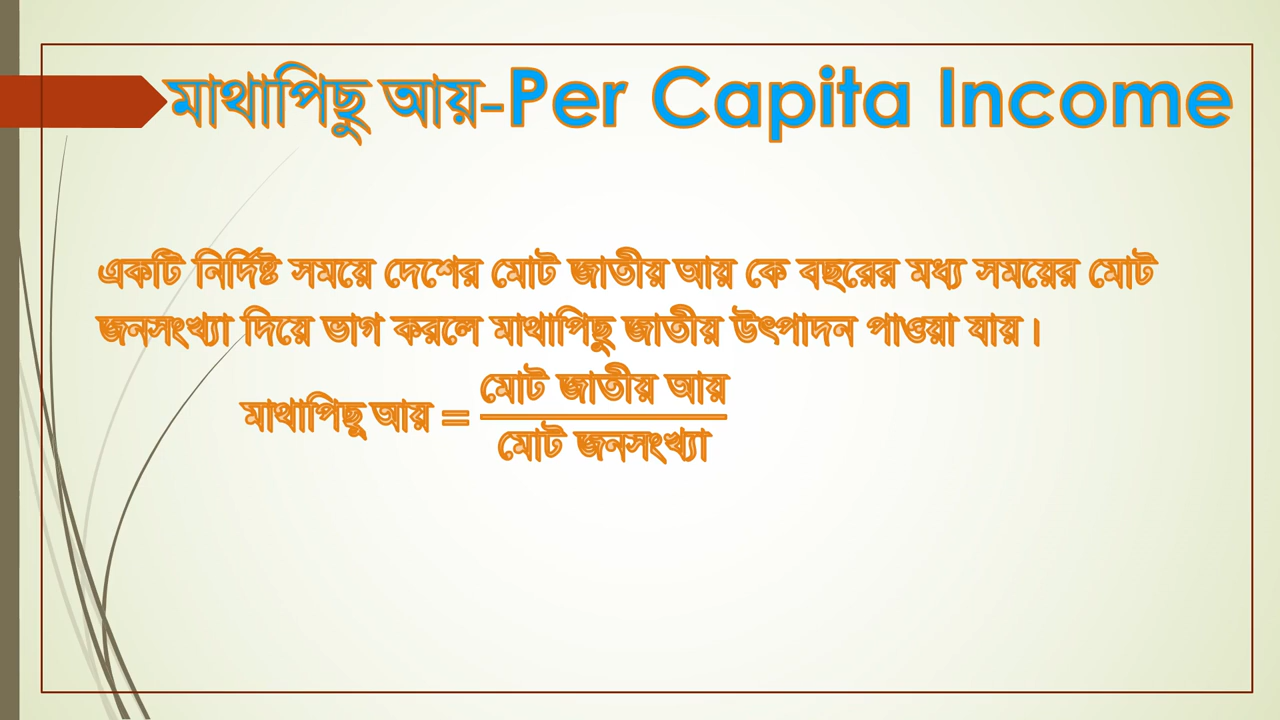 মাথাপিছু আয়-Per Capita Income
একটি নির্দিষ্ট সময়ে দেশের মোট জাতীয় আয় কে বছরের মধ্য সময়ের মোট
জনসংখ্যা দিয়ে ভাগ করলে মাথাপিছু জাতীয় উৎপাদন পাওয়া যায়।
মাথাপিছু আয় = মোট জাতীয় আয়
মোট জনসংখ্যা